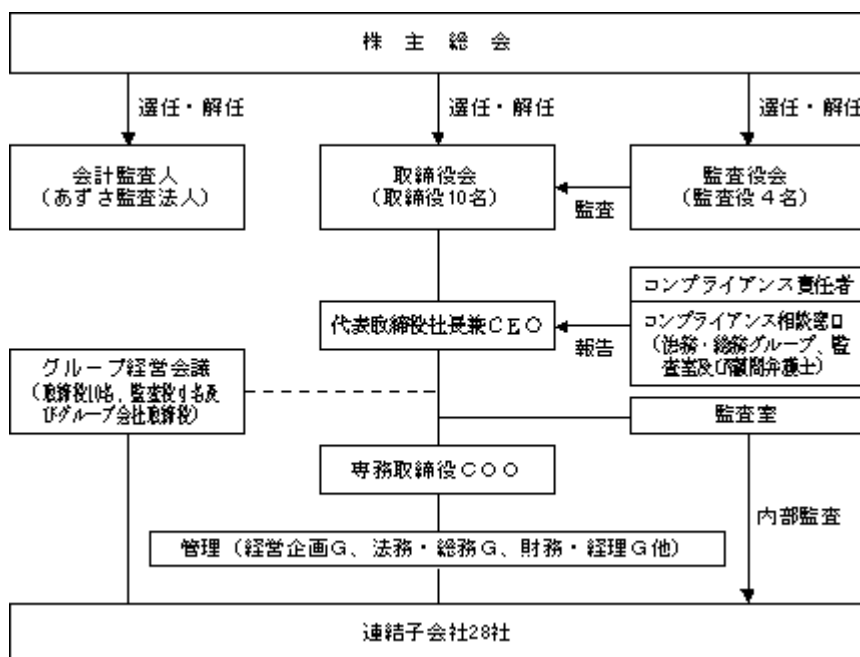 株主総会
選任・解任
選任・解任
選任・解任
会計監査人
(あずさ監査法人)
取締役会
(取締役10名)
監査
監査役会
(監査役4名)
コンプライアンス責任者
代表取締役社長兼CEO
報告
コンプライアンス相談窓口
(法務・総務グループ、監
査室及び顧問弁護士)
グループ経営会議
(取締役10名、監査役4名及
びグループ会社取締役)
監査室
専務取締役COO
内部監査
管理(経営企画G、法務・総務G、財務・経理G他)
連結子会社28社